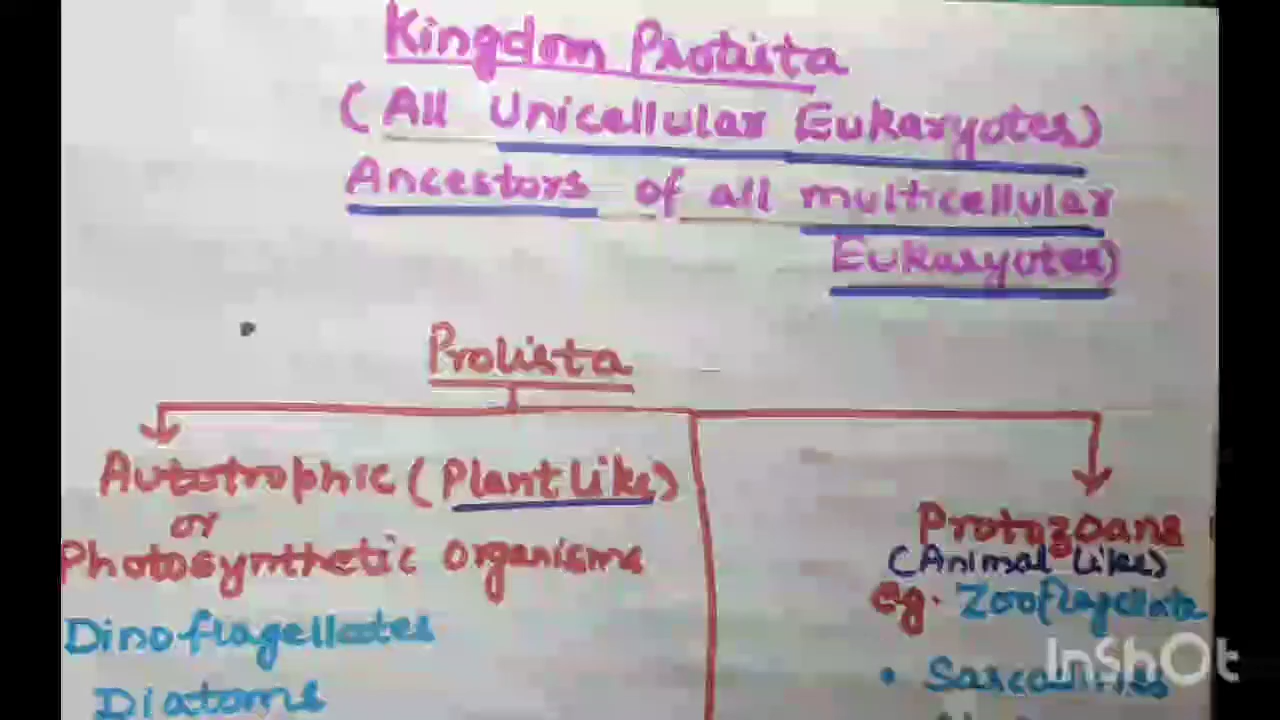 Kingdom Protista
(All Unicellular Eukaryotes)
Ancestors of all multicellular
Eukaryotes)
Protista
Autotrophic (Plant Like)
or
Photosynthetic Organisms
Dinoflagellates
Diatoms
Protozoans
(Animal Like)
eg. Zooflagellate
InShOt